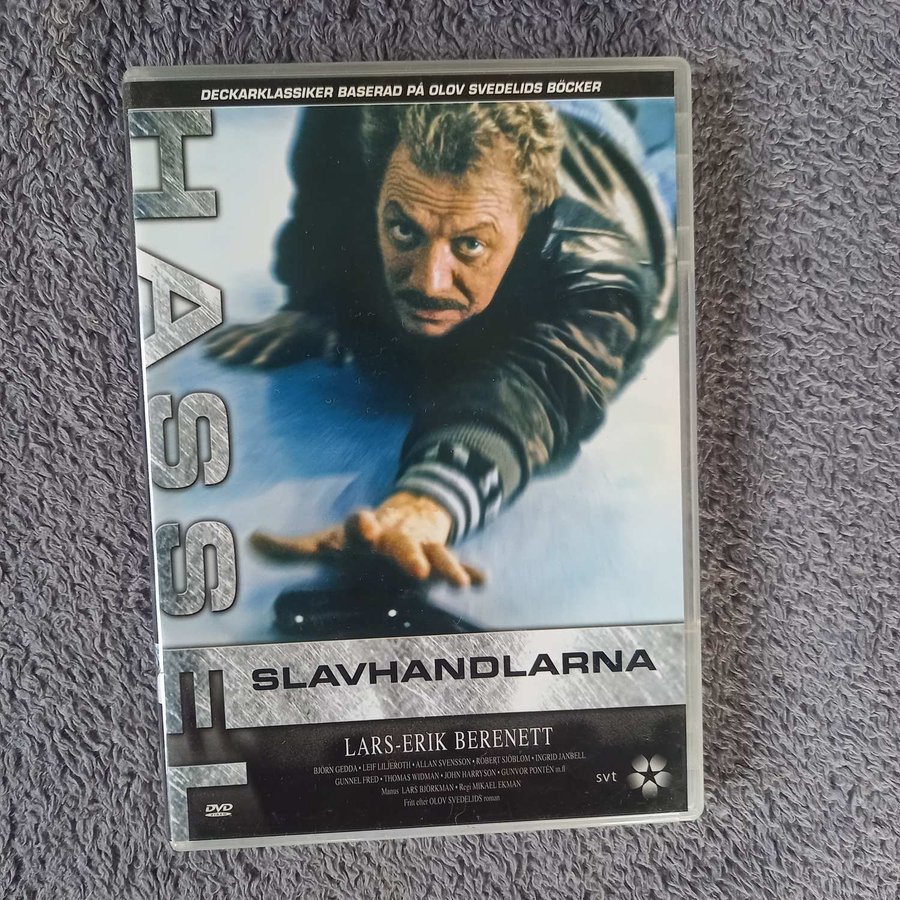 DECKARKLASSIKER BASERAD PÅ OLOV SVEDELIDS BÖCKER
HASSEL
SLAVHANDLARNA
LARS-ERIK BERENETT
BJÖRN GEDDA • LEIF LILJEROTH • ALLAN SVENSSON • ROBERT SJÖBLOM • INGRID JANBELL
GUNNEL FRED • THOMAS WIDMAN • JOHN HARRYSON • GUNVOR PONTÉN m.fl
Manus LARS BJÖRKMAN • Regi MIKAEL EKMAN
Fritt efter OLOV SVEDELIDS roman
svt
DVD
VIDEO